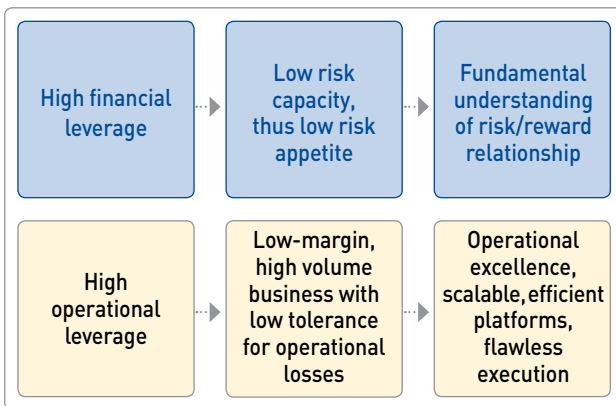 High financial
leverage
Low risk
capacity,
thus low risk
appetite
Fundamental
understanding
of risk/reward
relationship
High
operational
leverage
Low-margin,
high volume
business with
low tolerance
for operational
losses
Operational
excellence,
scalable, efficient
platforms,
flawless
execution